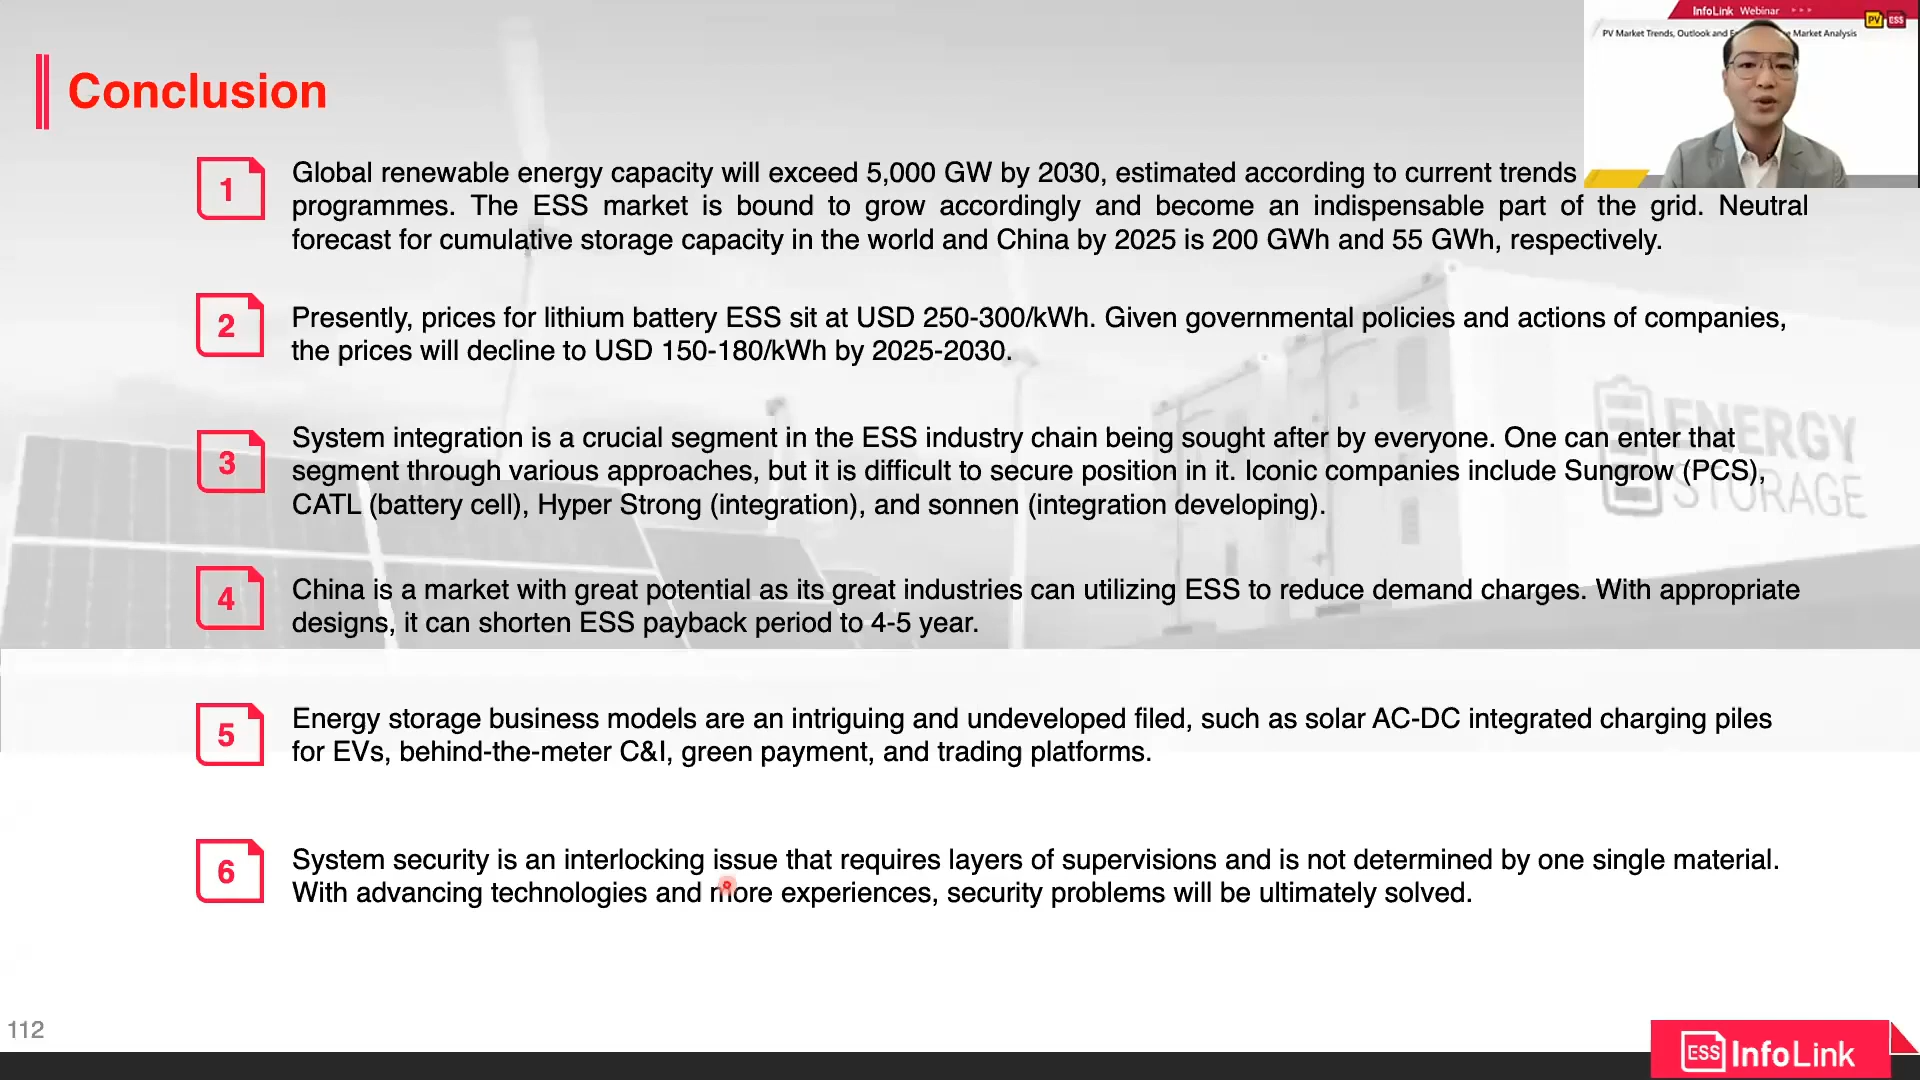 InfoLink Webinar
PV ESS
PV Market Trends, Outlook and Market Analysis
Conclusion
1
Global renewable energy capacity will exceed 5,000 GW by 2030, estimated according to current trends
programmes. The ESS market is bound to grow accordingly and become an indispensable part of the grid. Neutral
forecast for cumulative storage capacity in the world and China by 2025 is 200 GWh and 55 GWh, respectively.
2
Presently, prices for lithium battery ESS sit at USD 250-300/kWh. Given governmental policies and actions of companies,
the prices will decline to USD 150-180/kWh by 2025-2030.
ENERGY
STORAGE
3
System integration is a crucial segment in the ESS industry chain being sought after by everyone. One can enter that
segment through various approaches, but it is difficult to secure position in it. Iconic companies include Sungrow (PCS),
CATL (battery cell), Hyper Strong (integration), and sonnen (integration developing).
4
China is a market with great potential as its great industries can utilizing ESS to reduce demand charges. With appropriate
designs, it can shorten ESS payback period to 4-5 year.
5
Energy storage business models are an intriguing and undeveloped filed, such as solar AC-DC integrated charging piles
for EVs, behind-the-meter C&I, green payment, and trading platforms.
6
System security is an interlocking issue that requires layers of supervisions and is not determined by one single material.
With advancing technologies and more experiences, security problems will be ultimately solved.
112
ESS InfoLink